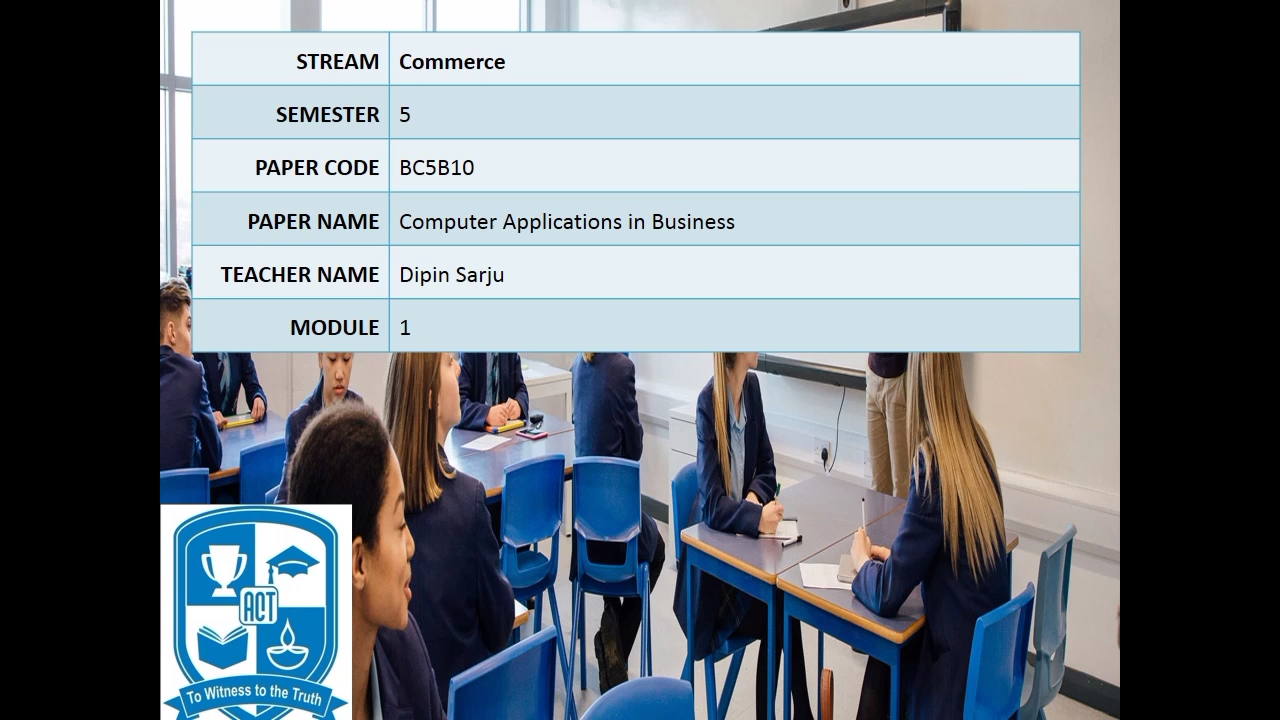 STREAM Commerce
SEMESTER 5
PAPER CODE BC5B10
PAPER NAME Computer Applications in Business
TEACHER NAME Dipin Sarju
MODULE 1
ACT
To Witness to the Truth